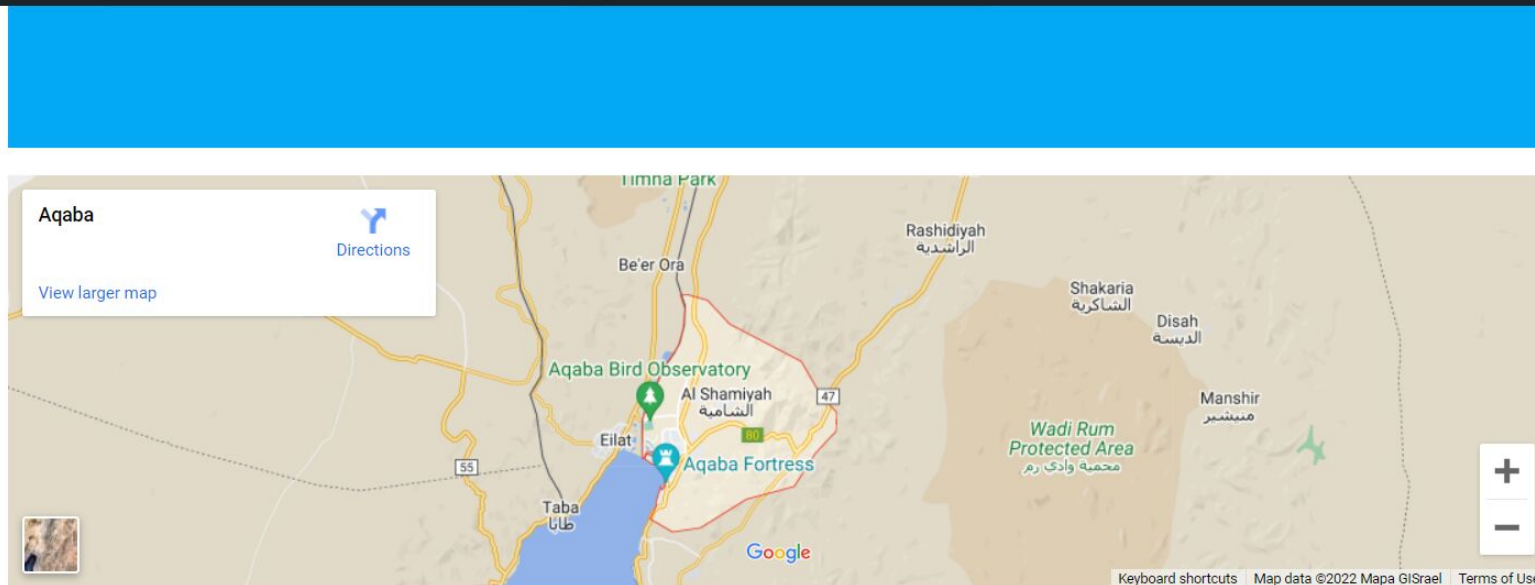 Aqaba
Directions
View larger map
Timna Park
Rashidiyah
الراشدية
Be'er Ora
Shakaria
الشاكرية
Disah
الديسة
Aqaba Bird Observatory
Al Shamiyah
الشامية
47
Manshir
منيشير
Eilat
80
Wadi Rum
Protected Area
محمية وادي رم
55
Aqaba Fortress
Taba
طابا
Google
Keyboard shortcuts Map data ©2022 Mapa GISrael Terms of Us